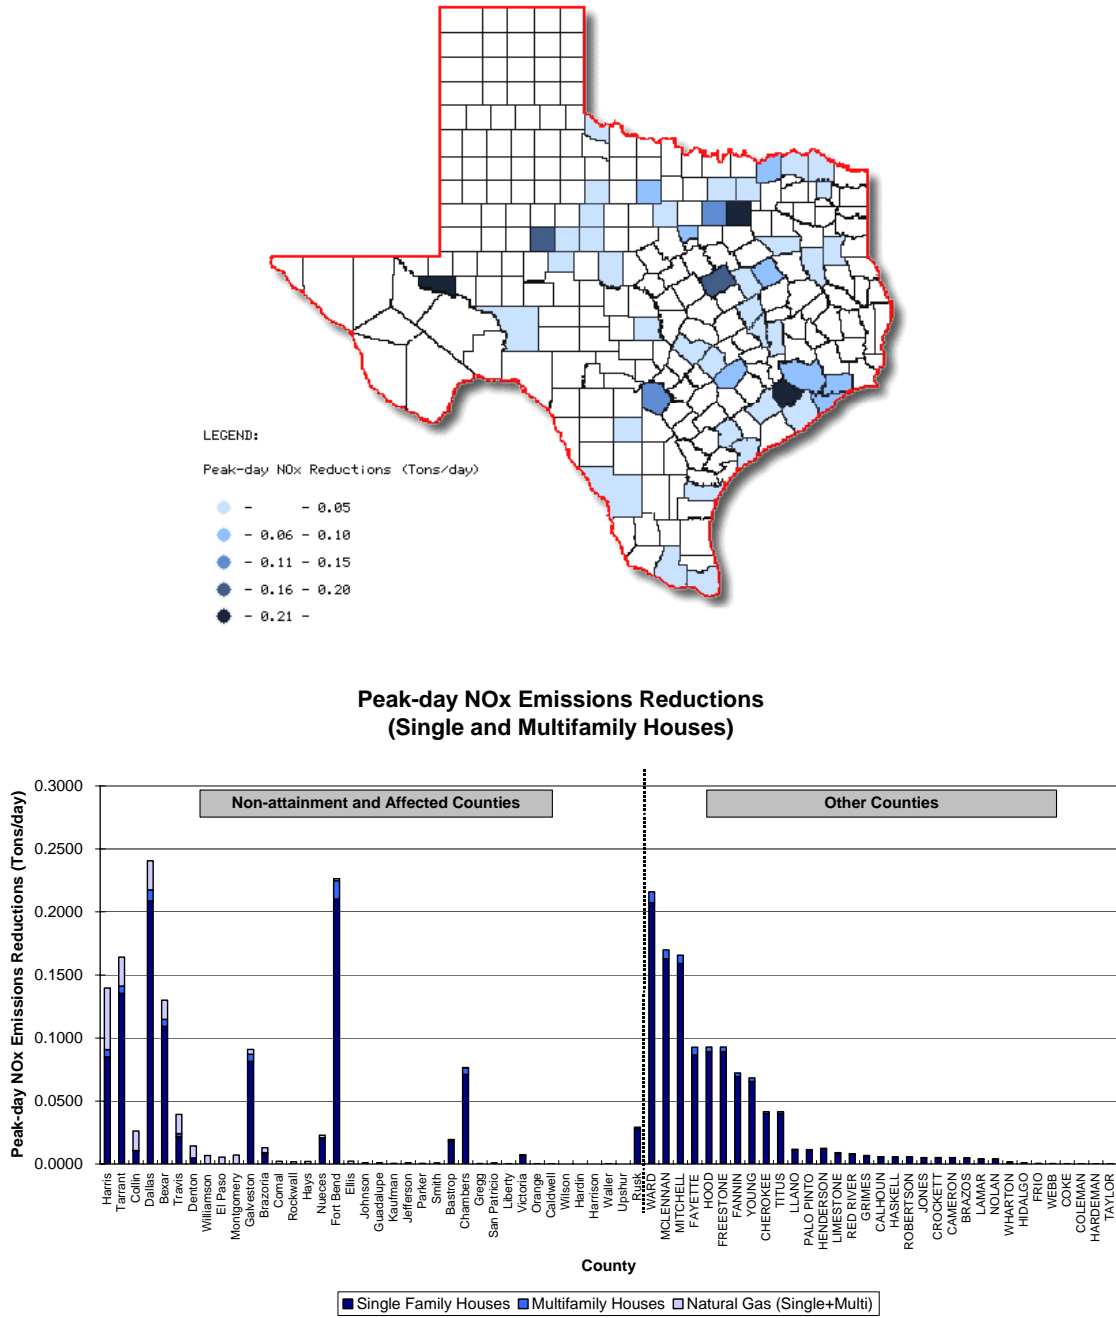 LEGEND:
Peak-day NOx Reductions (Tons/day)
- - 0.05
- 0.06 - 0.10
- 0.11 - 0.15
- 0.16 - 0.20
- 0.21 -
Peak-day NOx Emissions Reductions
(Single and Multifamily Houses)
Peak-day NOx Emissions Reductions (Tons/day)
0.3000
0.2500
0.2000
0.1500
0.1000
0.0500
0.0000
Non-attainment and Affected Counties
Other Counties
Harris
Tarrant
Collin
Dallas
Bexar
Travis
Denton
Williamson
El Paso
Montgomery
Galveston
Brazoria
Comal
Rockwall
Hays
Nueces
Fort Bend
Ellis
Johnson
Guadalupe
Kaufman
Jefferson
Parker
Smith
Bastrop
Chambers
Gregg
San Patricio
Liberty
Victoria
Orange
Caldwell
Wilson
Hardin
Harrison
Waller
Upshur
Rusk
WARD
MCLENNAN
MITCHELL
FAYETTE
HOOD
FREESTONE
FANNIN
YOUNG
CHEROKEE
TITUS
LLANO
PALO PINTO
HENDERSON
LIMESTONE
RED RIVER
GRIMES
CALHOUN
HASKELL
ROBERTSON
JONES
CROCKETT
CAMERON
BRAZOS
LAMAR
NOLAN
WHARTON
HIDALGO
FRIO
WEBB
COKE
COLEMAN
HARDEMAN
TAYLOR
County
Single Family Houses Multifamily Houses Natural Gas (Single+Multi)